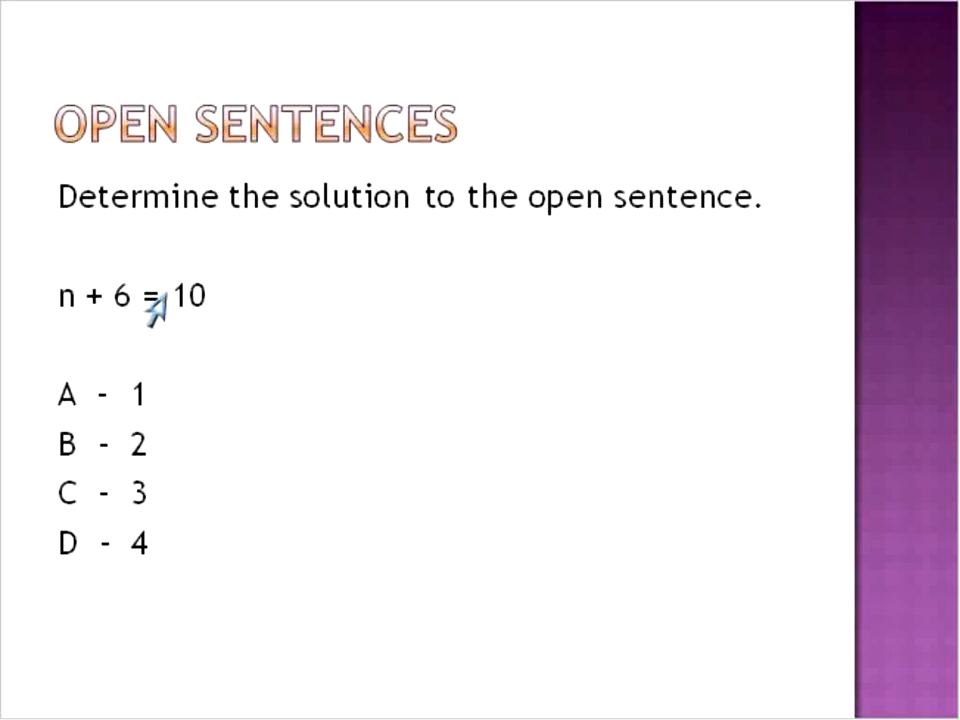 OPEN SENTENCES
Determine the solution to the open sentence.
n + 6 = 10
A - 1
B - 2
C - 3
D - 4